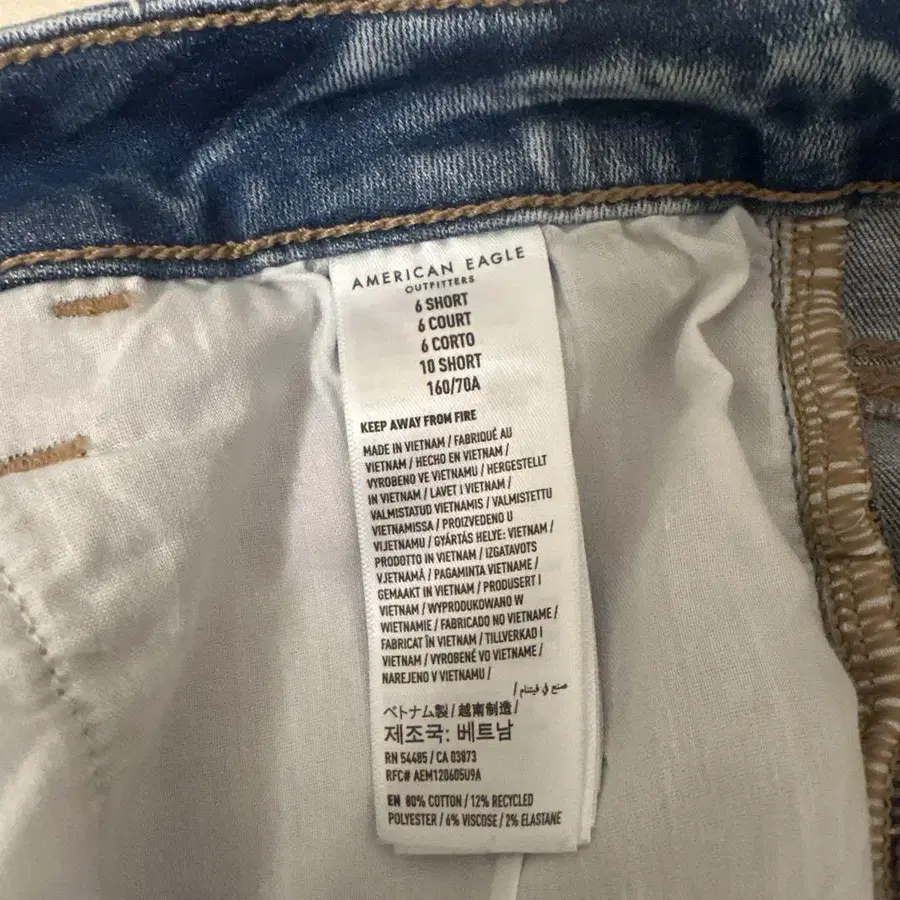 AMERICAN EAGLE
OUTFITTERS
6 SHORT
6 COURT
6 CORTO
10 SHORT
160/70A
KEEP AWAY FROM FIRE
MADE IN VIETNAM / FABRIQUÉ AU
VIETNAM / HECHO EN VIETNAM /
VYROBENO VE VIETNAMU / HERGESTELLT
IN VIETNAM / LAVET I VIETNAM /
VALMISTATUD VIETNAMIS / VALMISTETTU
VIETNAMISSA / PROIZVEDENO U
VIJETNAMU / GYÁRTÁS HELYE: VIETNAM /
PRODOTTO IN VIETNAM / IZGATAVOTS
VJETNAMĀ / PAGAMINTA VIETNAME /
GEMAAKT IN VIETNAM / PRODUSERT I
VIETNAM / WYPRODUKOWANO W
WIETNAMIE / FABRICADO NO VIETNAME /
FABRICAT ÎN VIETNAM / TILLVERKAD I
VIETNAM / VYROBENÉ VO VIETNAME /
NAREJENO V VIETNAMU /
صنع في فيتنام /
ベトナム製 / 越南制造 /
제조국: 베트남
RN 54485 / CA 03873
RFC# AEM120605U9A
EN 80% COTTON / 12% RECYCLED
POLYESTER / 6% VISCOSE / 2% ELASTANE